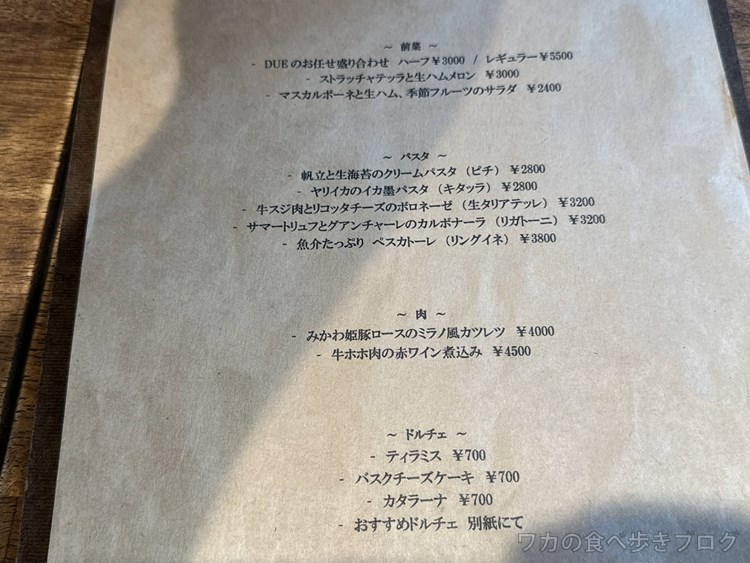 ～ 前菜 ～
- DUEのお任せ盛り合わせ ハーフ￥3000 / レギュラー￥5500
- ストラッチャテッラと生ハムメロン ￥3000
- マスカルポーネと生ハム、季節フルーツのサラダ ￥2400
～ パスタ ～
- 帆立と生海苔のクリームパスタ（ピチ）￥2800
- ヤリイカのイカ墨パスタ（キタッラ）￥2800
- 牛スジ肉とリコッタチーズのボロネーゼ（生タリアテッレ）￥3200
- サマートリュフとグアンチャーレのカルボナーラ（リガトーニ）￥3200
- 魚介たっぷり ペスカトーレ（リングイネ）￥3800
～ 肉 ～
- みかわ姫豚ロースのミラノ風カツレツ ￥4000
- 牛ホホ肉の赤ワイン煮込み ￥4500
～ ドルチェ ～
- ティラミス ￥700
- バスクチーズケーキ ￥700
- カタラーナ ￥700
- おすすめドルチェ 別紙にて
ワカの食べ歩きブログ